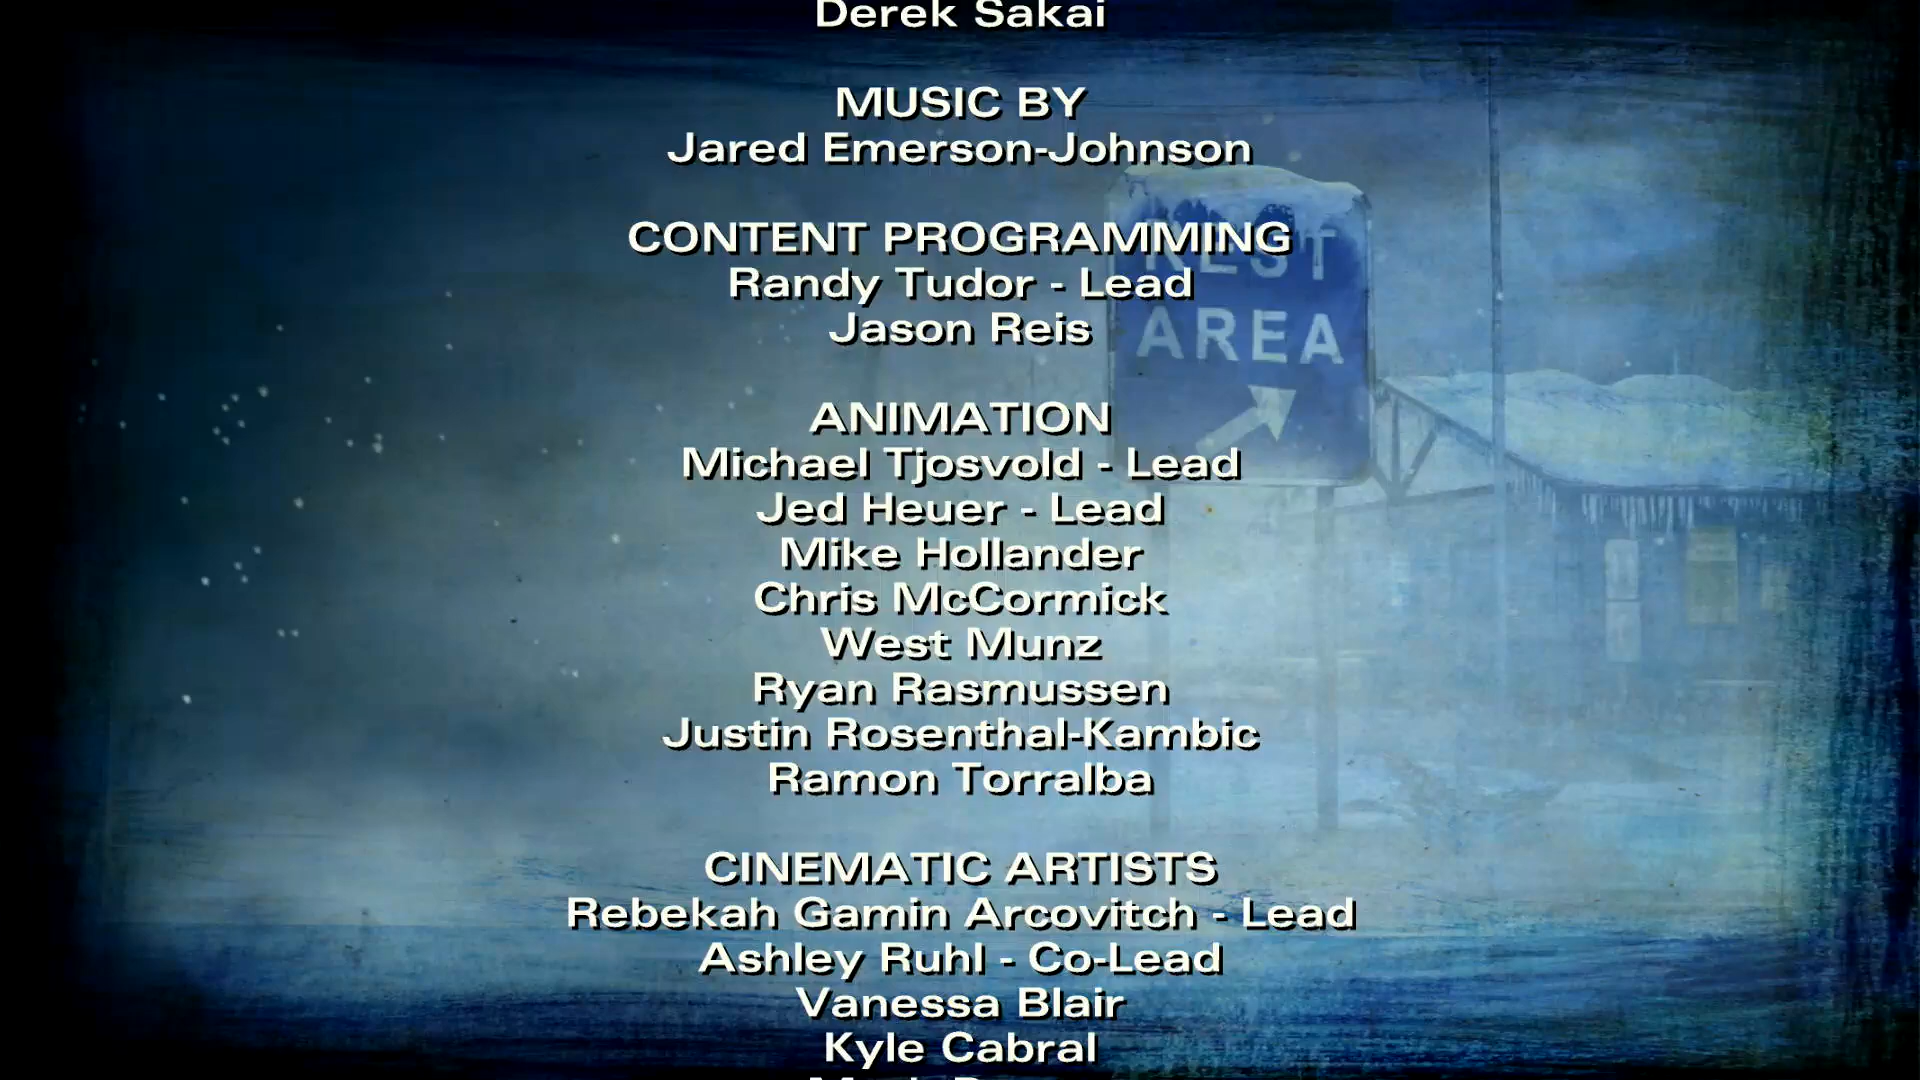 Derek Sakai
MUSIC BY
Jared Emerson-Johnson
CONTENT PROGRAMMING
Randy Tudor - Lead
Jason Reis
REST
AREA
ANIMATION
Michael Tjosvold - Lead
Jed Heuer - Lead
Mike Hollander
Chris McCormick
West Munz
Ryan Rasmussen
Justin Rosenthal-Kambic
Ramon Torralba
CINEMATIC ARTISTS
Rebekah Gamin Arcovitch - Lead
Ashley Ruhl - Co-Lead
Vanessa Blair
Kyle Cabral